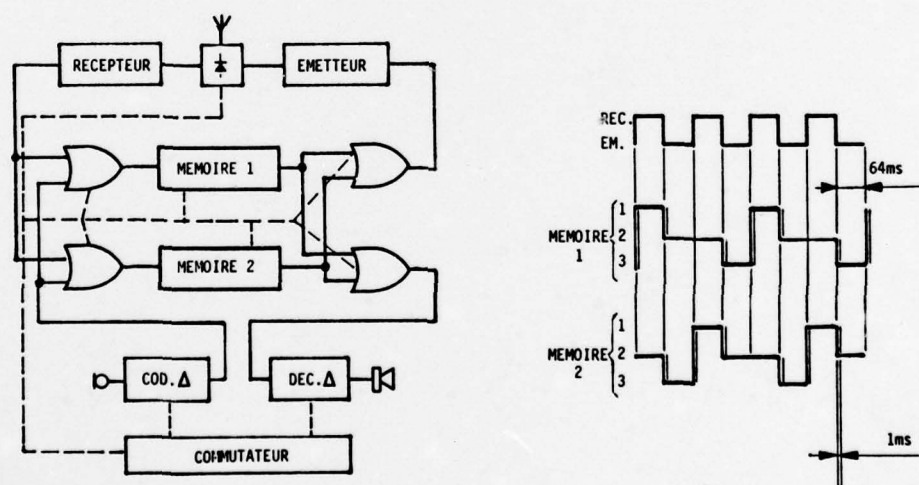 RECEPTEUR
EMETTEUR
MEMOIRE 1
MEMOIRE 2
COD. Δ
DEC. Δ
COMMUTATEUR
REC.
EM.
64ms
MEMOIRE 1
1
2
3
MEMOIRE 2
1
2
3
1ms